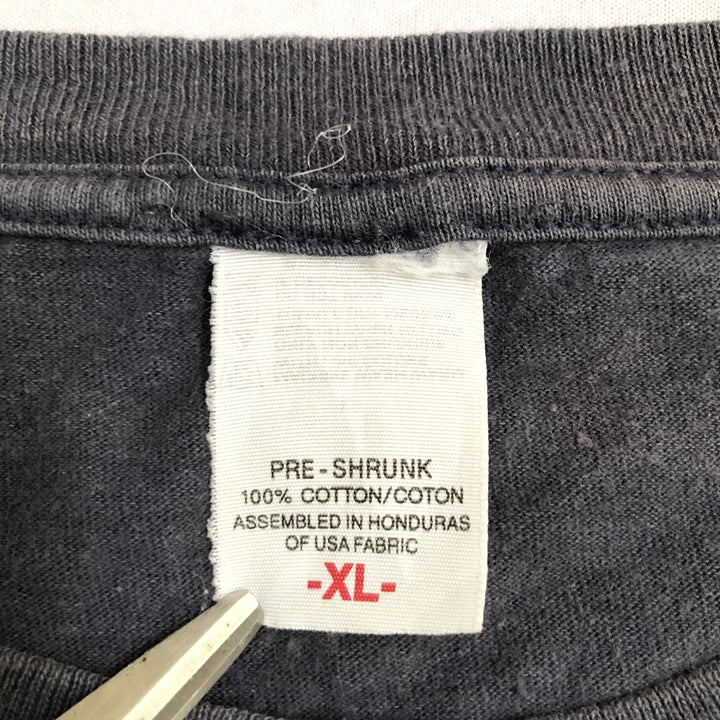 PRE-SHRUNK
100% COTTON/COTON
ASSEMBLED IN HONDURAS
OF USA FABRIC
-XL-